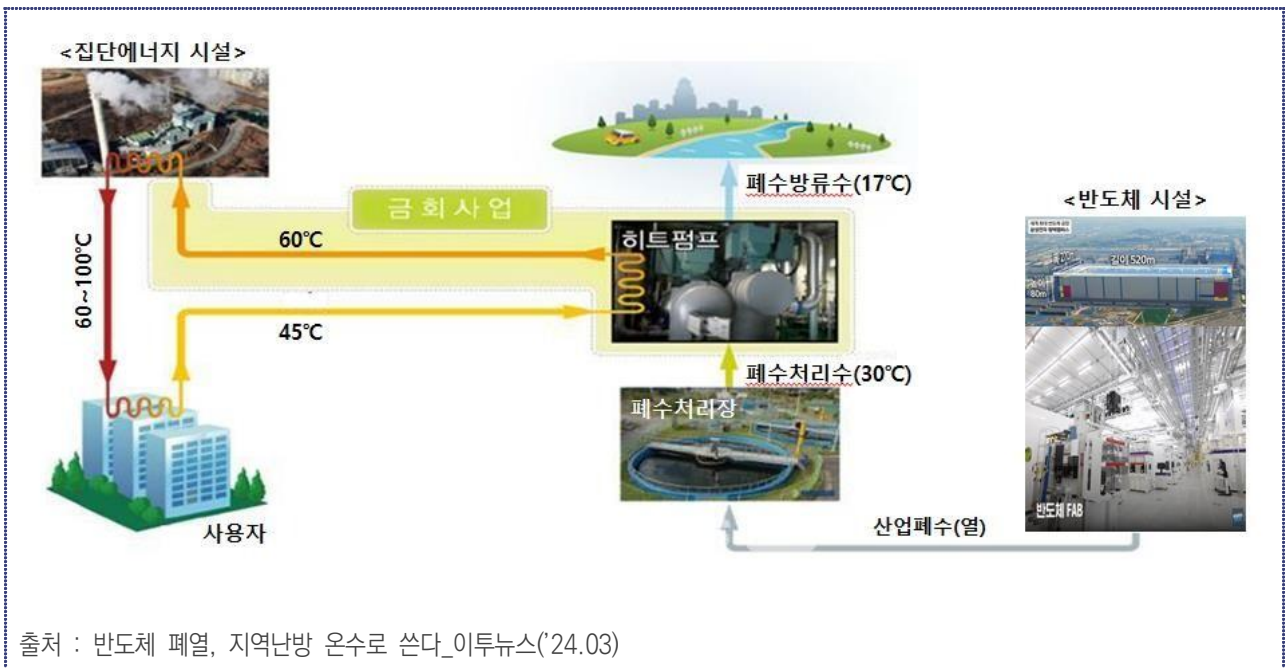 <집단에너지 시설>
폐수방류수(17℃)
<반도체 시설>
금회사업
60℃
히트펌프
길이 520m
높이
80m
60~100℃
45℃
폐수처리수(30℃)
폐수처리장
사용자
산업폐수(열)
반도체 FAB
출처 : 반도체 폐열, 지역난방 온수로 쓴다_이투뉴스('24.03)